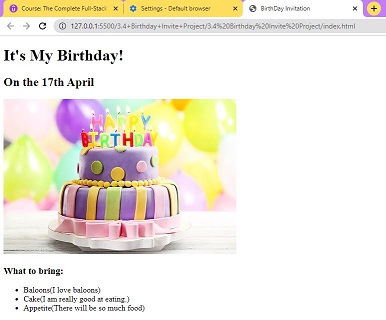 Course: The Complete Full-Stack
Settings - Default browser
BirthDay Invitation
127.0.0.1:5500/3.4+Birthday+Invite+Project/3.4%20Birthday%20Invite%20Project/index.html
It's My Birthday!
On the 17th April
HAPPY
BIRTHDAY
What to bring:
Baloons(I love baloons)
Cake(I am really good at eating.)
Appetite(There will be so much food)